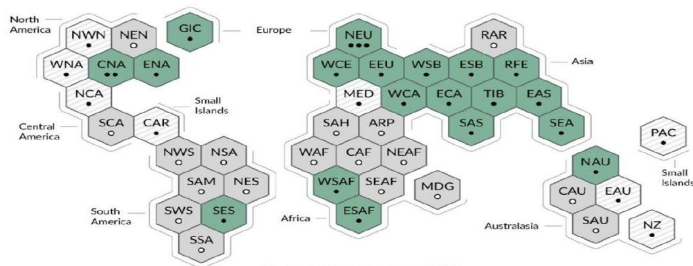 North
America
NWN
NEN
GIC
Europe
NEU
RAR
WNA
CNA
ENA
WCE
EEU
WSB
ESB
RFE
Asia
NCA
Small
Islands
MED
WCA
ECA
TIB
EAS
Central
America
SCA
CAR
SAH
ARP
SAS
SEA
PAC
NWS
NSA
WAF
CAF
NEAF
NAU
Small
Islands
SAM
NES
WSAF
SEAF
MDG
CAU
EAU
South
America
SWS
SES
Africa
ESAF
Australasia
SAU
NZ
SSA